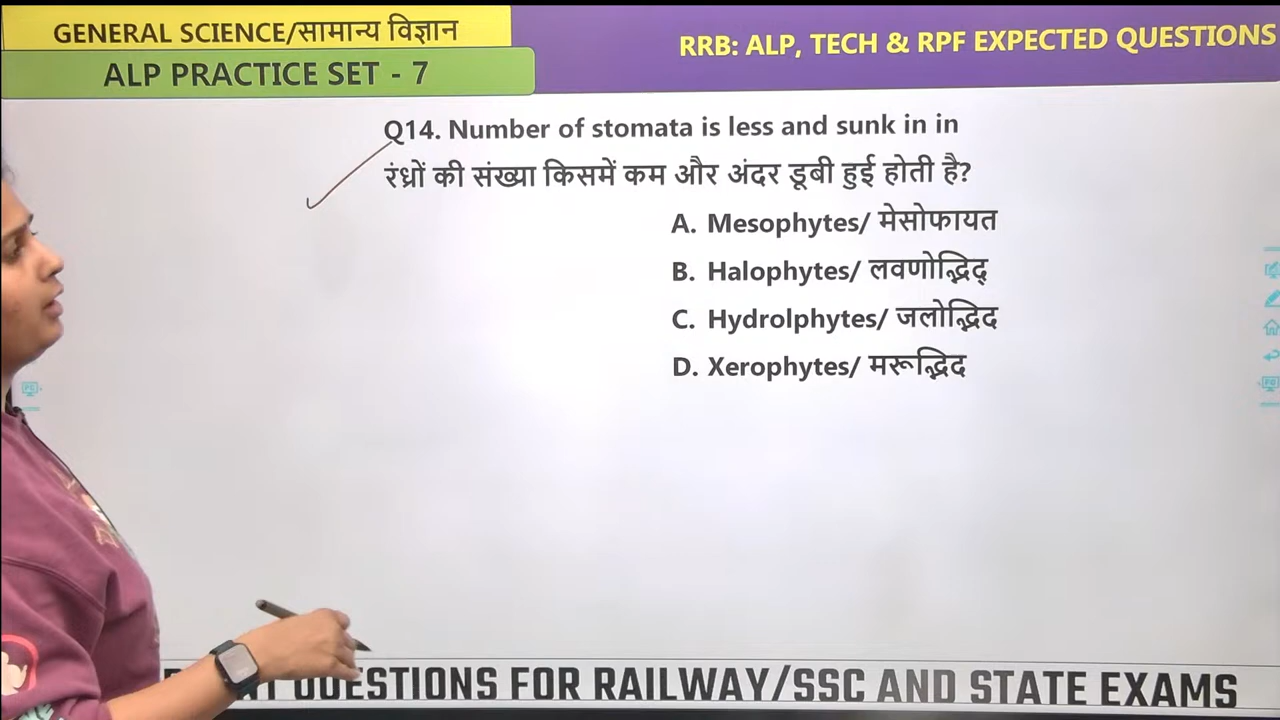 GENERAL SCIENCE/सामान्य विज्ञान
RRB: ALP, TECH & RPF EXPECTED QUESTIONS
ALP PRACTICE SET - 7
Q14. Number of stomata is less and sunk in in
रंध्रों की संख्या किसमें कम और अंदर डूबी हुई होती है?
A. Mesophytes/ मेसोफायत
B. Halophytes/ लवणोद्भिद्
C. Hydrolphytes/ जलोद्भिद
D. Xerophytes/ मरूद्भिद
QUESTIONS FOR RAILWAY/SSC AND STATE EXAMS